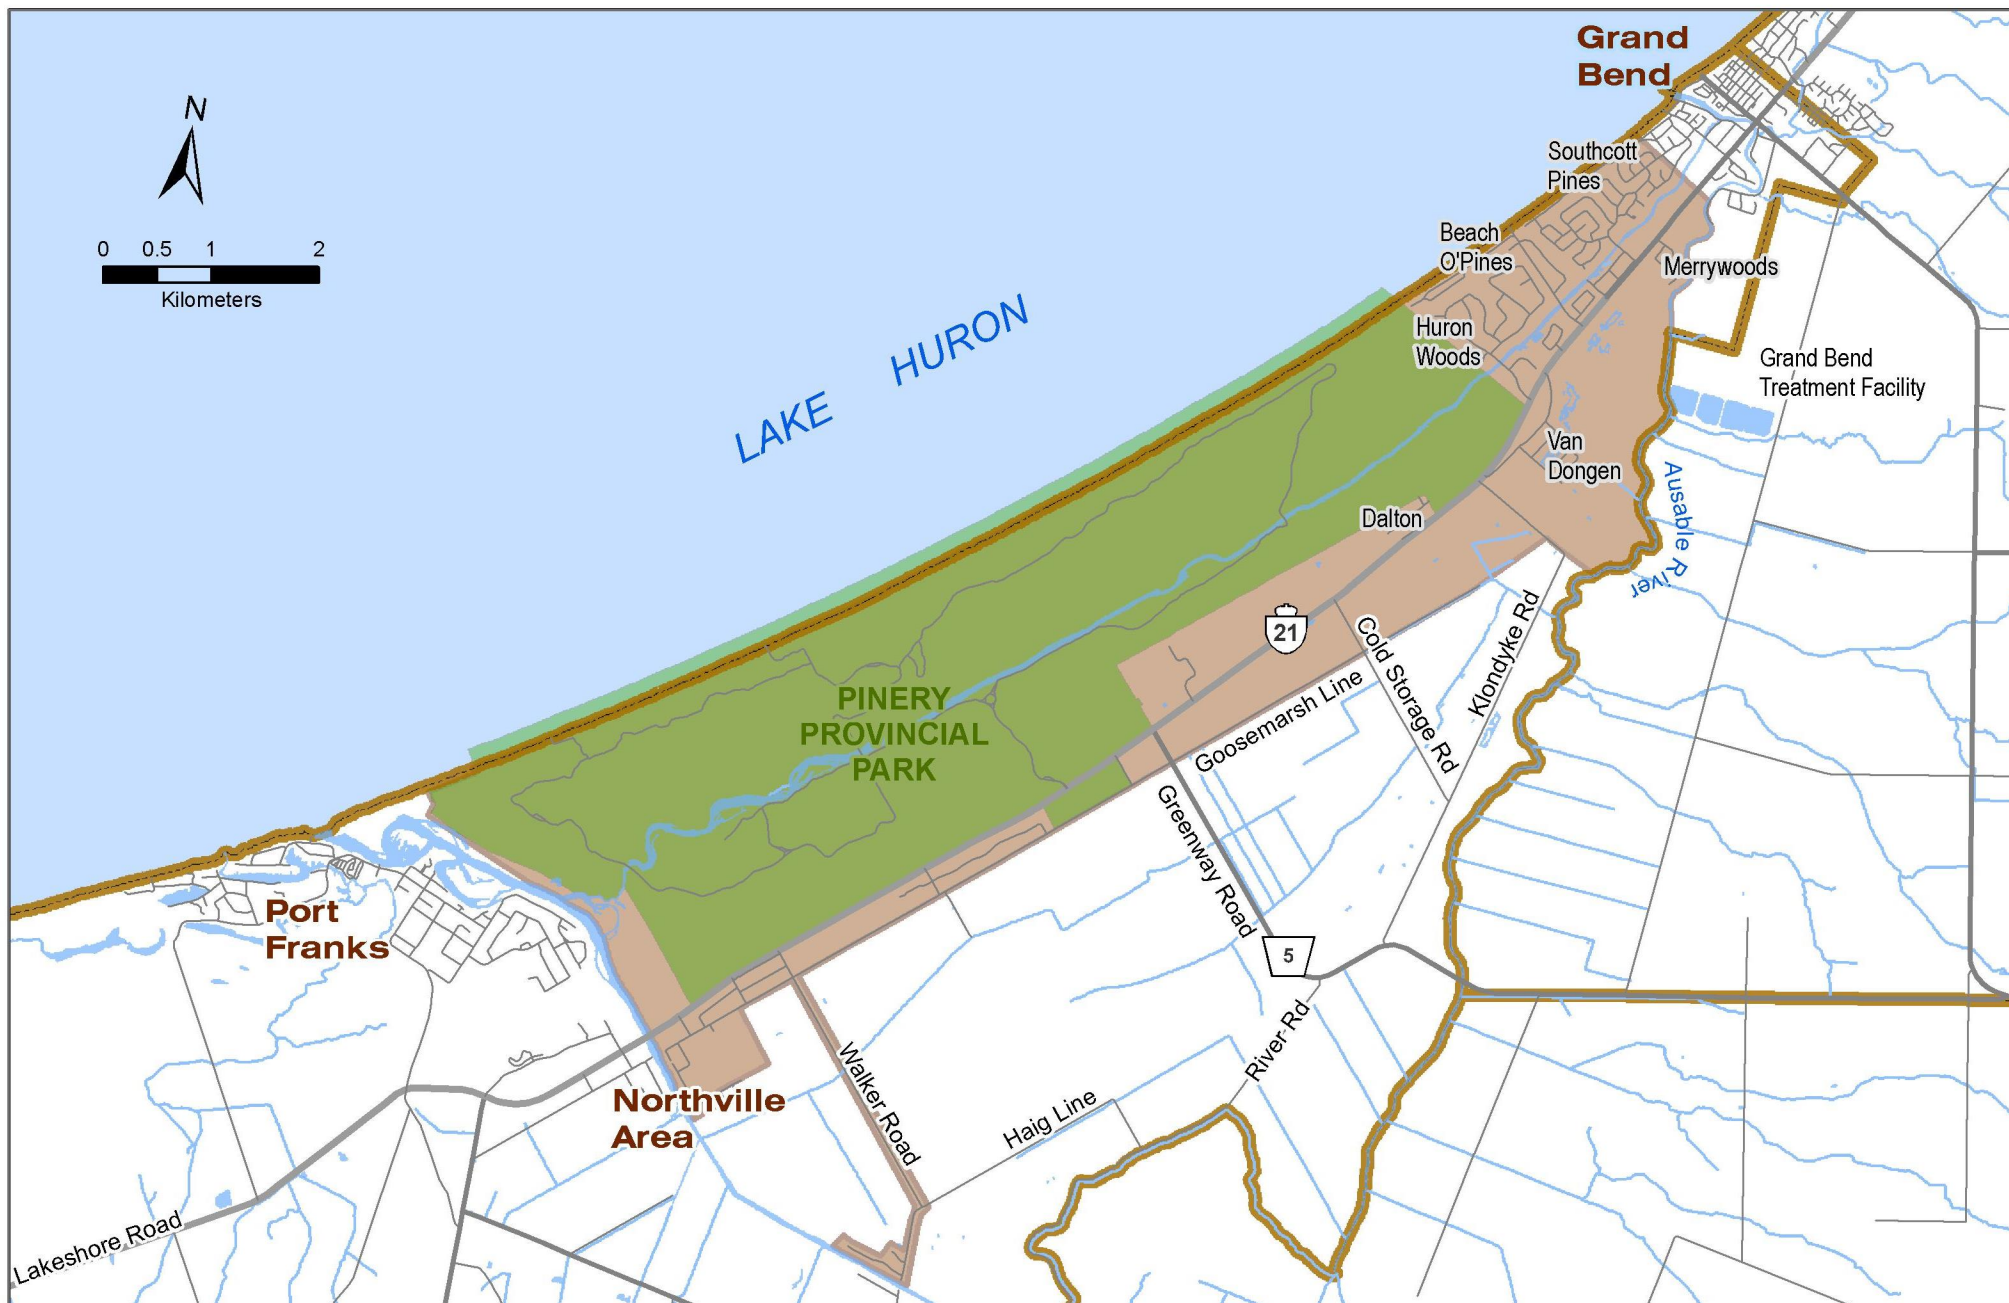 Grand
Bend
N
Southcott
Pines
0 0.5 1 2
Kilometers
Beach
O'Pines
Merrywoods
LAKE HURON
Huron
Woods
Grand Bend
Treatment Facility
Van
Dongen
Ausable River
Dalton
21
Cold Storage Rd
Klondyke Rd
Goosemarsh Line
PINERY
PROVINCIAL
PARK
Greenway Road
Port
Franks
5
River Rd
Walker Road
Haig Line
Northville
Area
Lakeshore Road